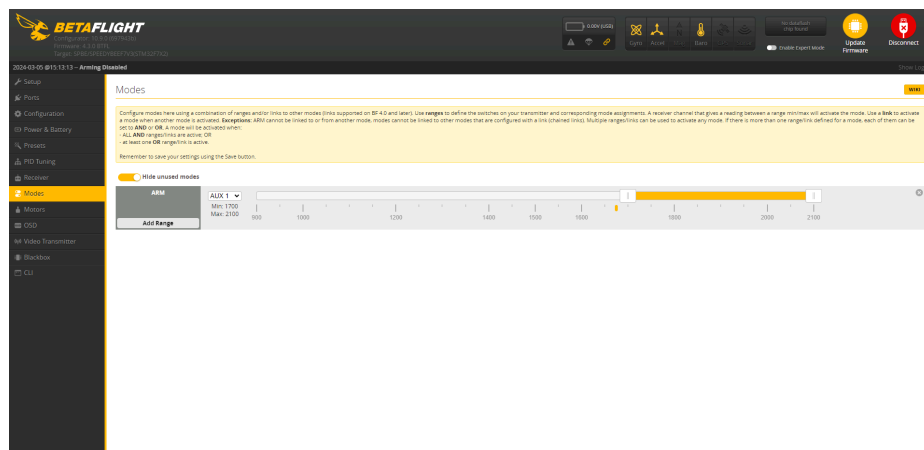 BETAFLIGHT
0.00V (USB)
Gyro Accel Baro
No dataflash
chip found
Enable Expert Mode
Update
Firmware
Disconnect
2024-03-05 @15:13:13 -- Arming Disabled
Show Log
Setup
Ports
Configuration
Power & Battery
Presets
PID Tuning
Receiver
Modes
Motors
OSD
Video Transmitter
Blackbox
CLI
Modes
WIKI
Configure modes here using a combination of ranges and/or links to other modes (links supported on BF 4.0 and later). Use ranges to define the switches on your transmitter and corresponding mode assignments. A receiver channel that gives a reading between a range min/max will activate the mode. Use a link to activate
a mode when another mode is activated. Exceptions: ARM cannot be linked to or from another mode, modes cannot be linked to other modes that are configured with a link (chained links). Multiple ranges/links can be used to activate any mode. If there is more than one range/link defined for a mode, each of them can be
set to AND or OR. A mode will be activated when:
- ALL AND ranges/links are active; OR
- at least one OR range/link is active.
Remember to save your settings using the Save button.
Hide unused modes
ARM
Add Range
AUX 1
Min: 1700
Max: 2100
900 1000 1200 1400 1500 1600 1800 2000 2100